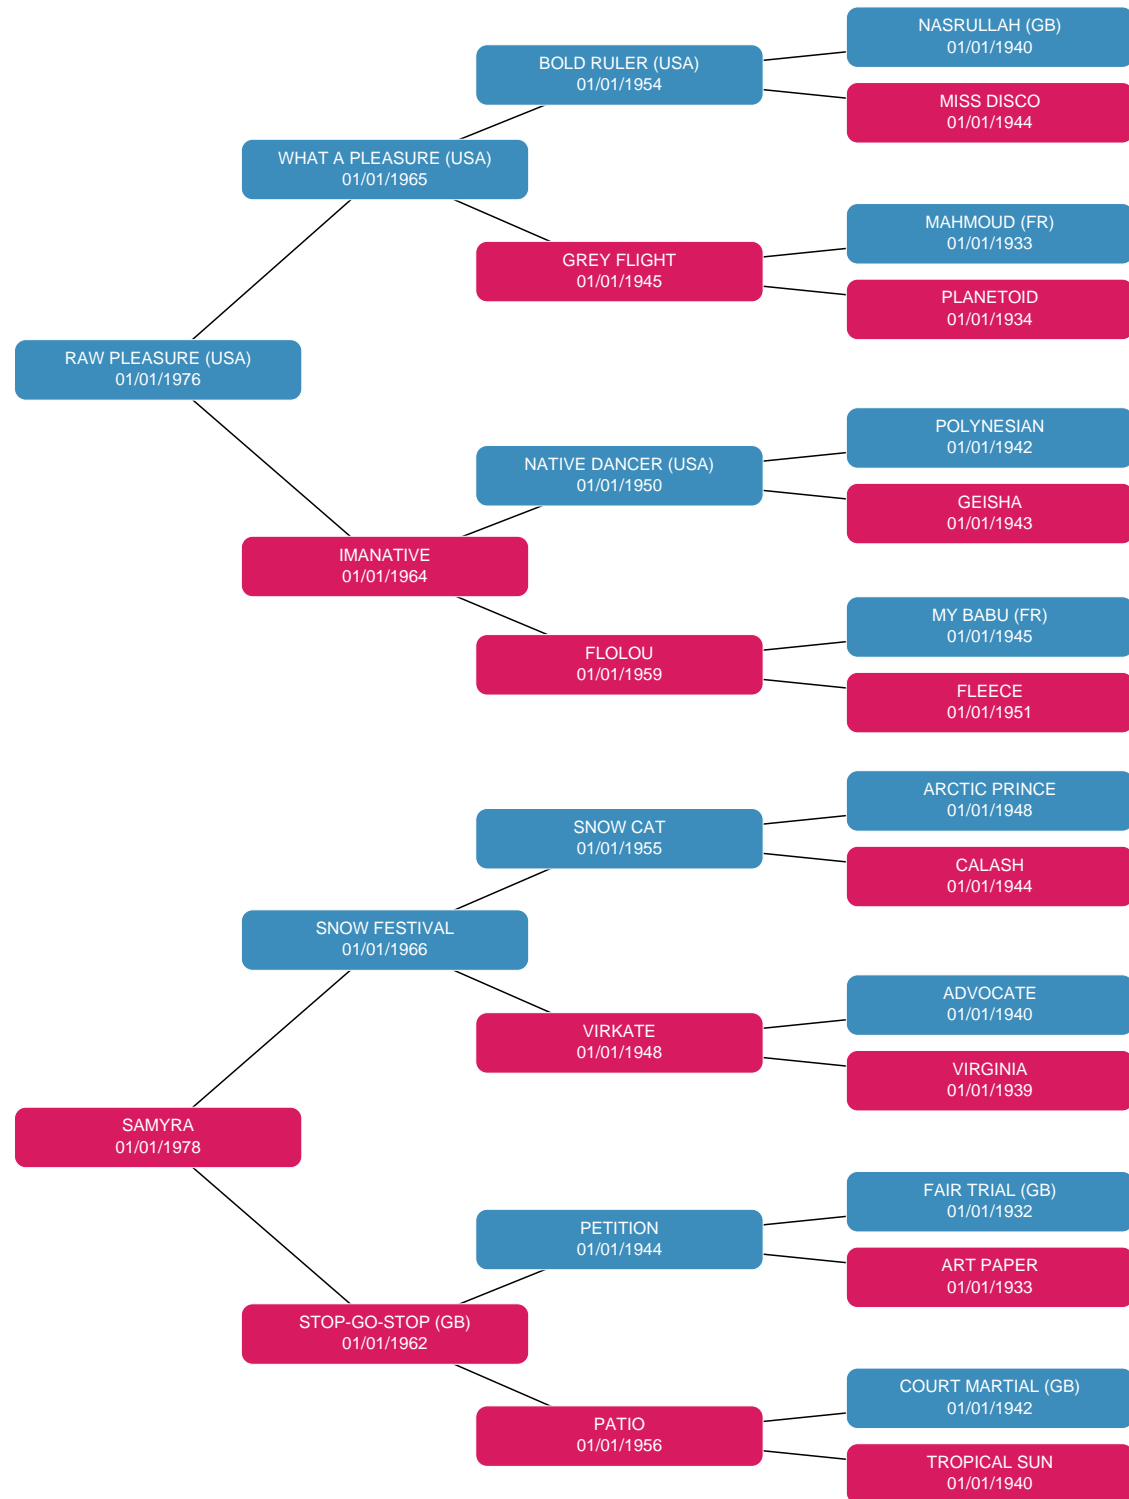 NASRULLAH (GB)
01/01/1940
BOLD RULER (USA)
01/01/1954
MISS DISCO
01/01/1944
WHAT A PLEASURE (USA)
01/01/1965
MAHMOUD (FR)
01/01/1933
GREY FLIGHT
01/01/1945
PLANETOID
01/01/1934
RAW PLEASURE (USA)
01/01/1976
POLYNESIAN
01/01/1942
NATIVE DANCER (USA)
01/01/1950
GEISHA
01/01/1943
IMANATIVE
01/01/1964
MY BABU (FR)
01/01/1945
FLOLOU
01/01/1959
FLEECE
01/01/1951
ARCTIC PRINCE
01/01/1948
SNOW CAT
01/01/1955
CALASH
01/01/1944
SNOW FESTIVAL
01/01/1966
ADVOCATE
01/01/1940
VIRKATE
01/01/1948
VIRGINIA
01/01/1939
SAMYRA
01/01/1978
FAIR TRIAL (GB)
01/01/1932
PETITION
01/01/1944
ART PAPER
01/01/1933
STOP-GO-STOP (GB)
01/01/1962
COURT MARTIAL (GB)
01/01/1942
PATIO
01/01/1956
TROPICAL SUN
01/01/1940